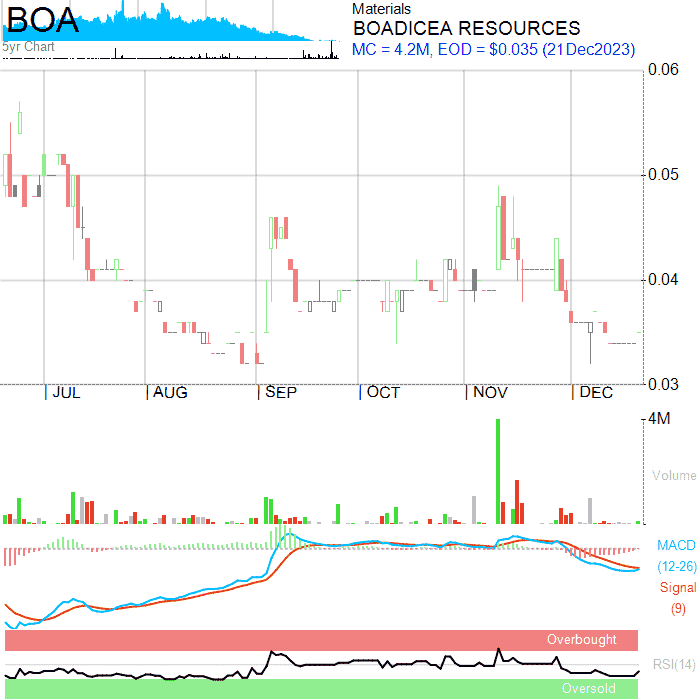 BOA
5yr Chart
Materials
BOADICEA RESOURCES
MC = 4.2M, EOD = $0.035 (21Dec2023)
0.06
0.05
0.04
0.03
JUL
AUG
SEP
OCT
NOV
DEC
4M
Volume
MACD
(12-26)
Signal
(9)
Overbought
RSI(14)
Oversold